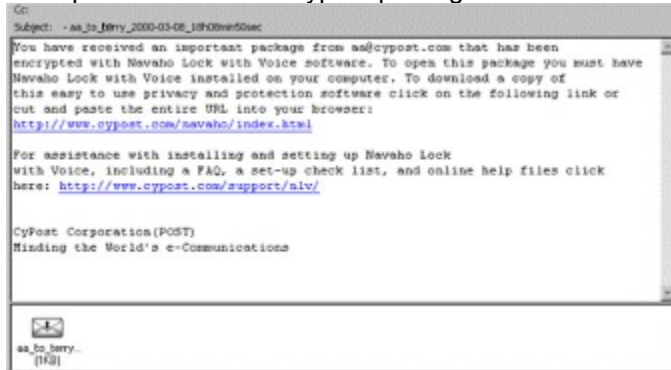 Cc:
Subject: - aa_to_birry_2000-03-08_18h08min50sec
You have received an important package from aa@cypost.com that has been
encrypted with Navaho Lock with Voice software. To open this package you must have
Navaho Lock with Voice installed on your computer. To download a copy of
this easy to use privacy and protection software click on the following link or
cut and paste the entire URL into your browser:
http://www.cypost.com/navaho/index.html
For assistance with installing and setting up Navaho Lock
with Voice, including a FAQ, a set-up check list, and online help files click
here: http://www.cypost.com/support/nlv/
CyPost Corporation(POST)
Minding the World's e-Communications
aa_to_berry..
(1KB)